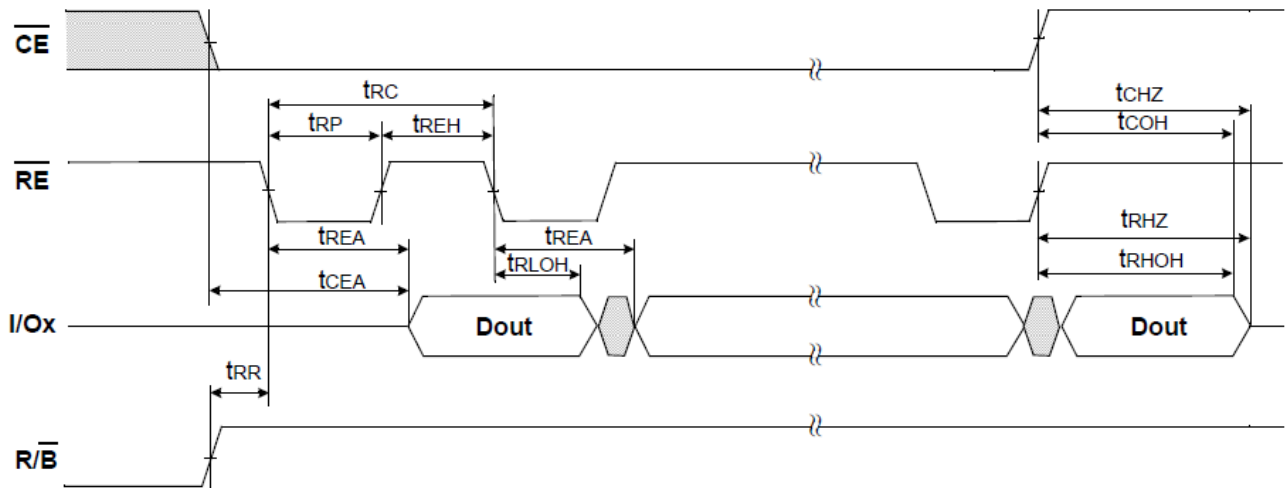 CE
tRC
tCHZ
tRP
tREH
tCOH
RE
tREA
tREA
tRHZ
tRLOH
tRHOH
tCEA
I/Ox
Dout
Dout
tRR
R/B